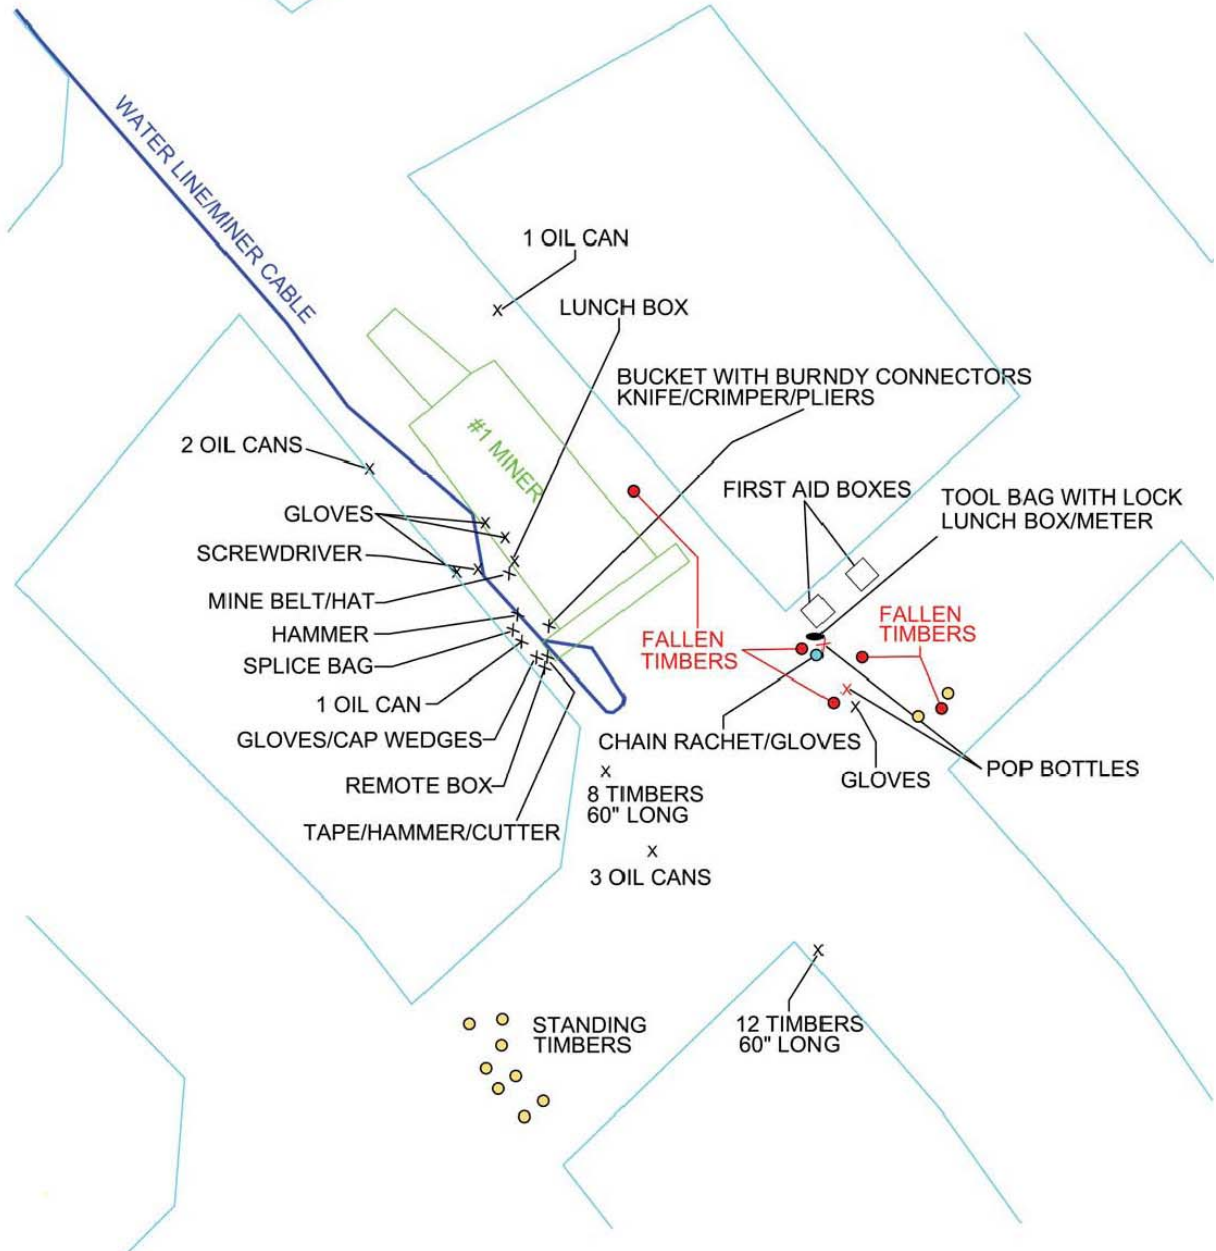 WATER LINE/MINER CABLE
1 OIL CAN
LUNCH BOX
BUCKET WITH BURNDY CONNECTORS
KNIFE/CRIMPER/PLIERS
#1 MINER
2 OIL CANS
GLOVES
SCREWDRIVER
MINE BELT/HAT
HAMMER
SPLICE BAG
1 OIL CAN
GLOVES/CAP WEDGES
REMOTE BOX
TAPE/HAMMER/CUTTER
FIRST AID BOXES
TOOL BAG WITH LOCK
LUNCH BOX/METER
FALLEN
TIMBERS
FALLEN
TIMBERS
CHAIN RACHET/GLOVES
GLOVES
POP BOTTLES
8 TIMBERS
60" LONG
3 OIL CANS
12 TIMBERS
60" LONG
STANDING
TIMBERS